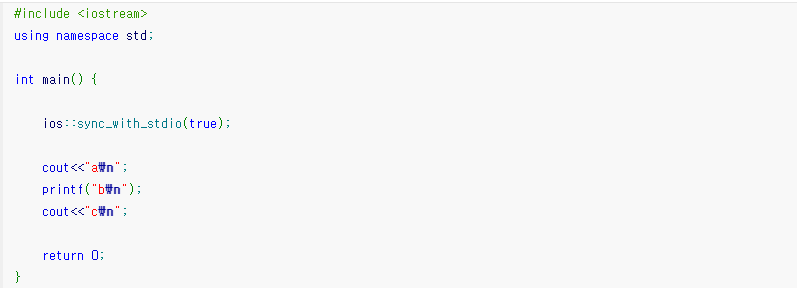 #include <iostream>
using namespace std;
int main() {
ios::sync_with_stdio(true);
cout<<"a₩n";
printf("b₩n");
cout<<"c₩n";
return 0;
}